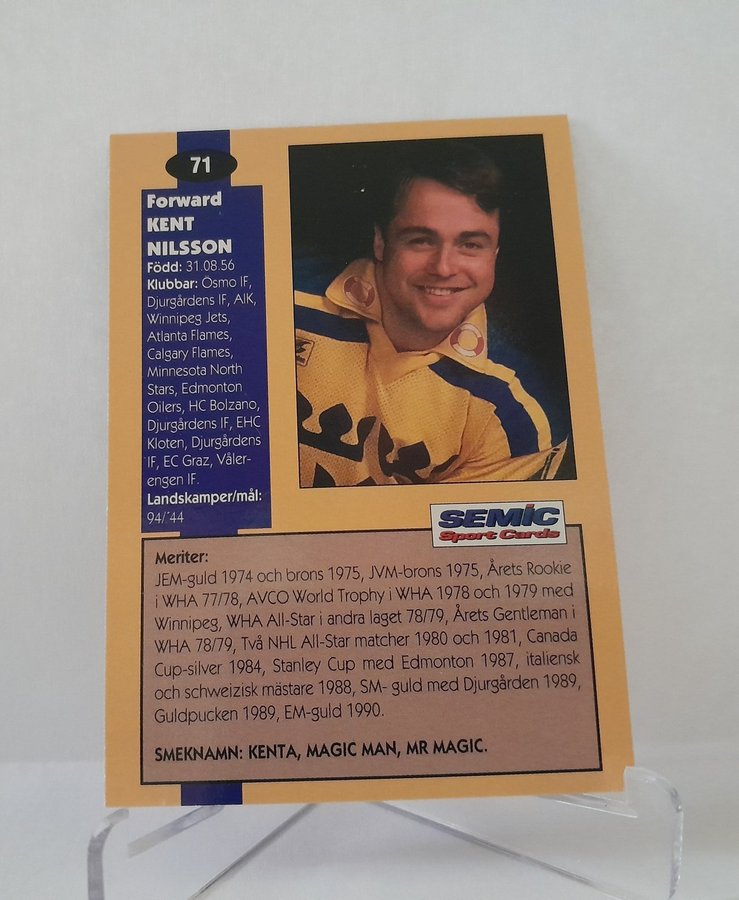 71
Forward
KENT
NILSSON
Född: 31.08.56
Klubbar: Ösmo IF,
Djurgårdens IF, AIK,
Winnipeg Jets,
Atlanta Flames,
Calgary Flames,
Minnesota North
Stars, Edmonton
Oilers, HC Bolzano,
Djurgårdens IF, EHC
Kloten, Djurgårdens
IF, EC Graz, Våler-
engen IF.
Landskamper/mål:
94/44
SEMIC
Sport Cards
Meriter:
JEM-guld 1974 och brons 1975, JVM-brons 1975, Årets Rookie
i WHA 77/78, AVCO World Trophy i WHA 1978 och 1979 med
Winnipeg, WHA All-Star i andra laget 78/79, Årets Gentleman i
WHA 78/79, Två NHL All-Star matcher 1980 och 1981, Canada
Cup-silver 1984, Stanley Cup med Edmonton 1987, italiensk
och schweizisk mästare 1988, SM- guld med Djurgården 1989,
Guldpucken 1989, EM-guld 1990.
SMEKNAMN: KENTA, MAGIC MAN, MR MAGIC.